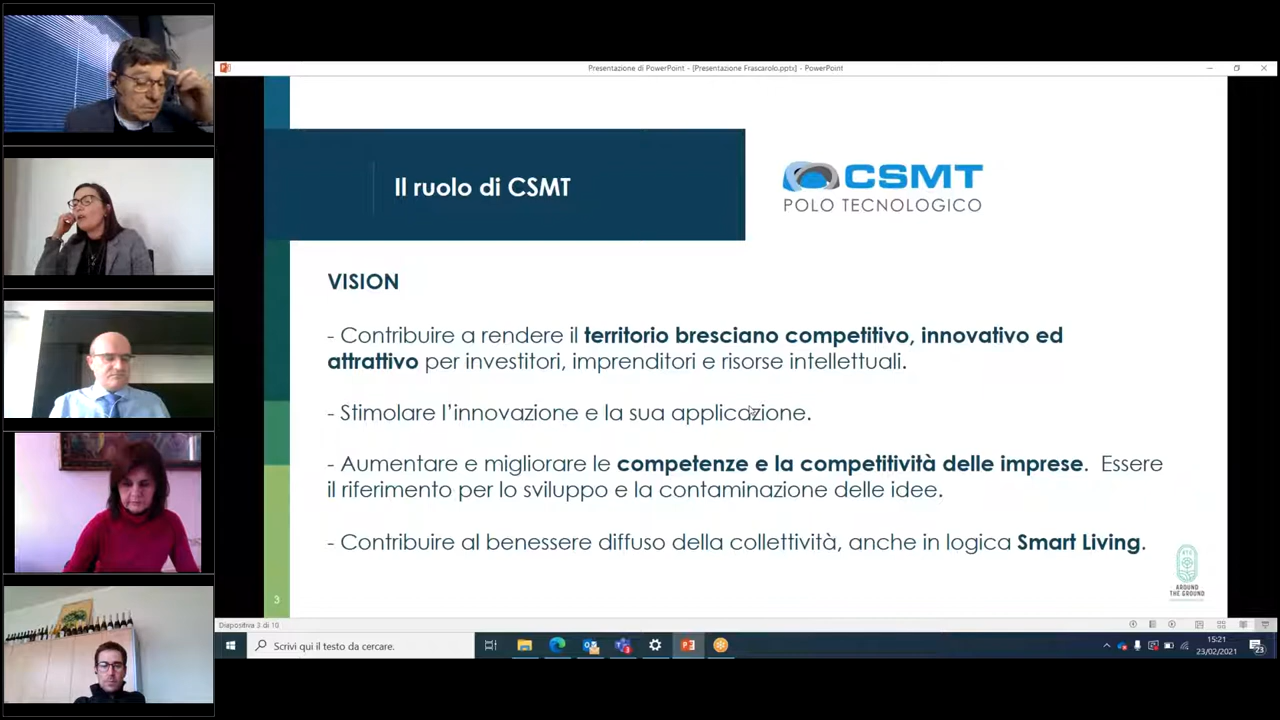 Presentazione di PowerPoint - [Presentazione Frascarolo.pptx] - PowerPoint
Il ruolo di CSMT
CSMT
POLO TECNOLOGICO
VISION
- Contribuire a rendere il territorio bresciano competitivo, innovativo ed
attrattivo per investitori, imprenditori e risorse intellettuali.
- Stimolare l'innovazione e la sua applicazione.
- Aumentare e migliorare le competenze e la competitività delle imprese. Essere
il riferimento per lo sviluppo e la contaminazione delle idee.
- Contribuire al benessere diffuso della collettività, anche in logica Smart Living.
AROUND
THE GROUND
3
Diapositiva 3 di 10
Scrivi qui il testo da cercare.
15:21
23/02/2021
23